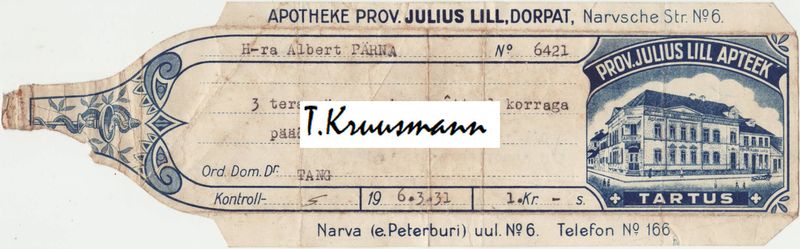 APOTHEKE PROV. JULIUS LILL, DORPAT, Narvsche Str. №6.
H-ra Albert PÄRNA № 6421
PROV. JULIUS LILL APTEEK
3 korraga
T.Kruusmann
Ord. Dom. Dr. TANG
Kontroll- 19 6.3.31 1.Kr - s.
+ TARTUS +
Narva (e. Peterburi) uul. №6. Telefon № 166